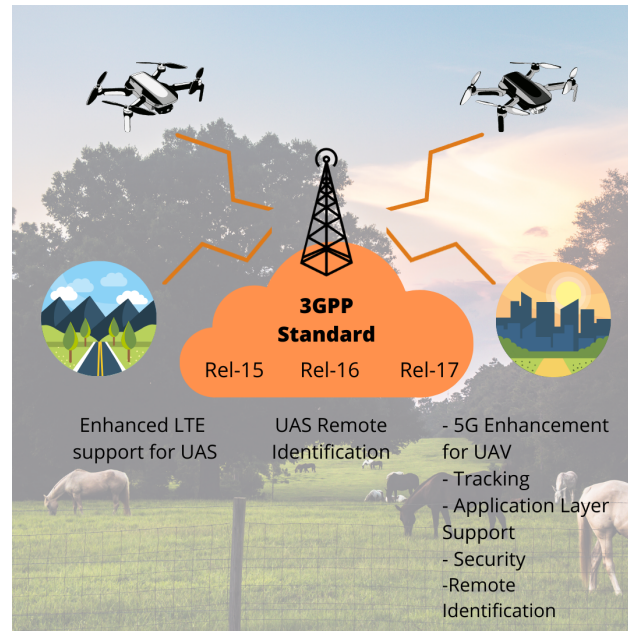 3GPP
Standard
Rel-15 Rel-16 Rel-17
Enhanced LTE
support for UAS
UAS Remote
Identification
- 5G Enhancement
for UAV
- Tracking
- Application Layer
Support
- Security
-Remote
Identification